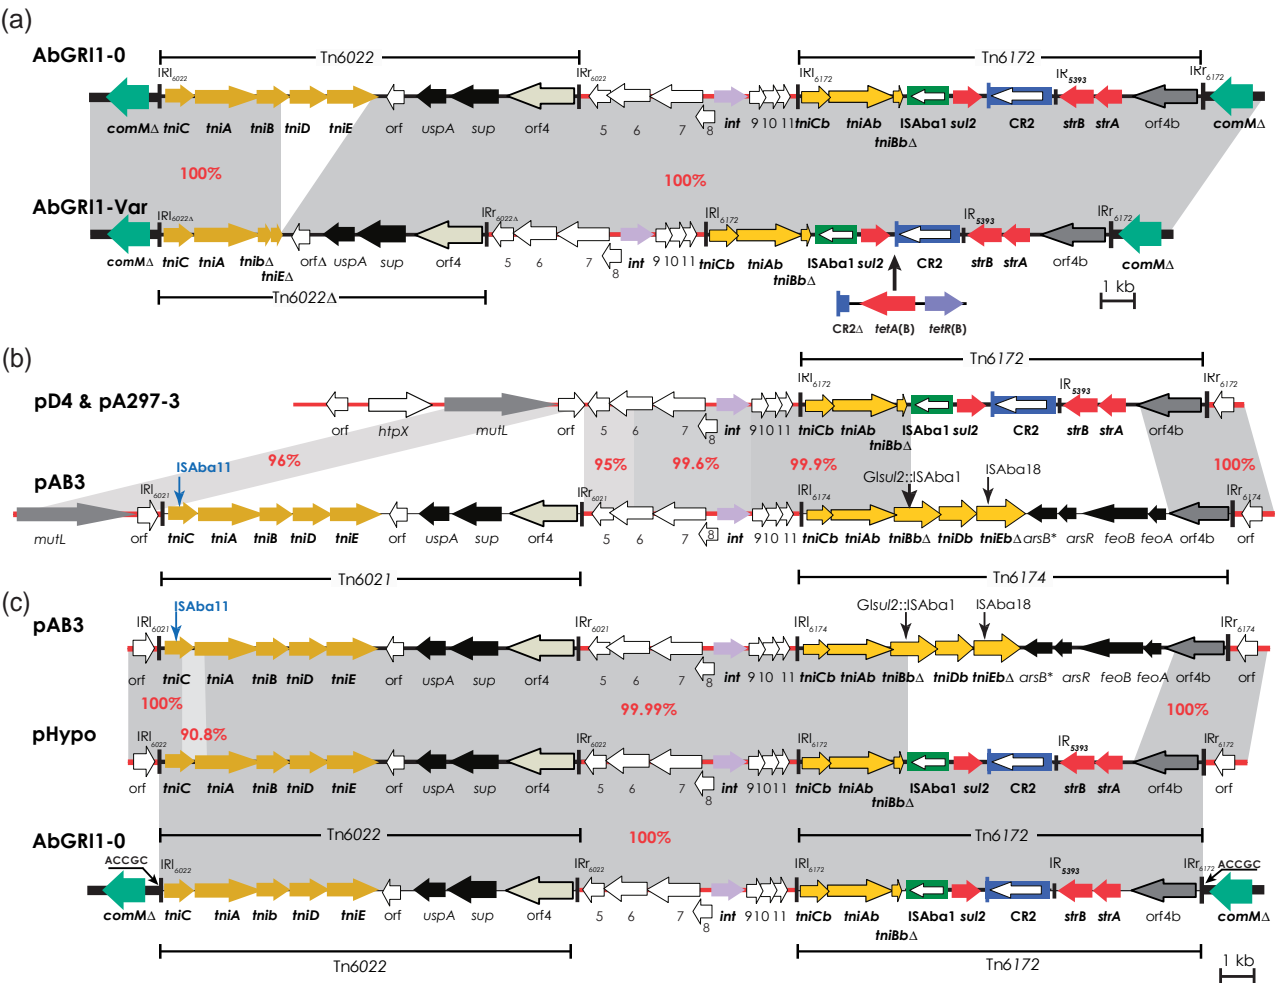 (a)
Tn6022
Tn6172
AbGRI1-0
IRl6022 IRr6022 IRl6172 IR5393 IRr6172
comMΔ tniC tniA tniB tniD tniE orf uspA sup orf4 5 6 7 8 int 9 10 11 tniCb tniAb tniBbΔ ISAba1 sul2 CR2 strB strA orf4b comMΔ
100%
100%
AbGRI1-Var
IRl6022Δ IRr6022Δ IRl6172 IR5393 IRr6172
comMΔ tniC tniA tnibΔ tniEΔ orfΔ uspA sup orf4 5 6 7 8 int 9 10 11 tniCb tniAb tniBbΔ ISAba1 sul2 CR2 strB strA orf4b comMΔ
Tn6022Δ
1 kb
CR2Δ tetA(B) tetR(B)
(b)
Tn6172
pD4 & pA297-3
IRl6172 IR5393 IRr6172
orf htpX mutL orf 5 6 7 8 int 9 10 11 tniCb tniAb tniBbΔ ISAba1 sul2 CR2 strB strA orf4b
96% 95% 99.6% 99.9% 100%
ISAba11
GIsul2::ISAba1 ISAba18
pAB3
IRl6021 IRr6021 IRl6174 IRr6174
mutL orf tniC tniA tniB tniD tniE orf uspA sup orf4 5 6 7 8 int 9 10 11 tniCb tniAb tniBbΔ tniDb tniEbΔ arsB* arsR feoB feoA orf4b orf
Tn6021
Tn6174
(c)
ISAba11
GIsul2::ISAba1 ISAba18
pAB3
IRl6021 IRr6021 IRl6174 IRr6174
orf tniC tniA tniB tniD tniE orf uspA sup orf4 5 6 7 8 int 9 10 11 tniCb tniAb tniBbΔ tniDb tniEbΔ arsB* arsR feoB feoA orf4b orf
100% 90.8% 99.99% 100%
pHypo
IRl6022 IRr6022 IRl6172 IR5393 IRr6172
orf tniC tniA tniB tniD tniE orf uspA sup orf4 5 6 7 8 int 9 10 11 tniCb tniAb tniBbΔ ISAba1 sul2 CR2 strB strA orf4b orf
Tn6022
100%
Tn6172
AbGRI1-0
ACCGC IRl6022 IRr6022 IRl6172 IR5393 IRr6172 ACCGC
comMΔ tniC tniA tnib tniD tniE orf uspA sup orf4 5 6 7 8 int 9 10 11 tniCb tniAb tniBbΔ ISAba1 sul2 CR2 strB strA orf4b comMΔ
Tn6022
Tn6172
1 kb